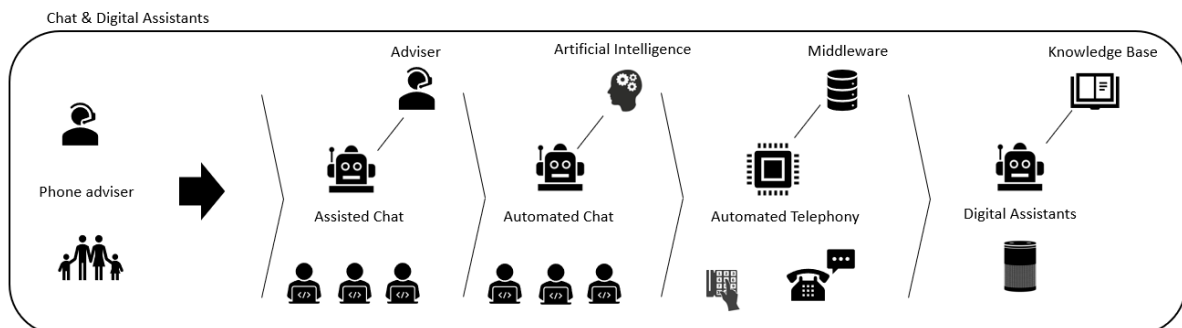 Chat & Digital Assistants
Adviser
Artificial Intelligence
Middleware
Knowledge Base
Phone adviser
Assisted Chat
Automated Chat
Automated Telephony
Digital Assistants